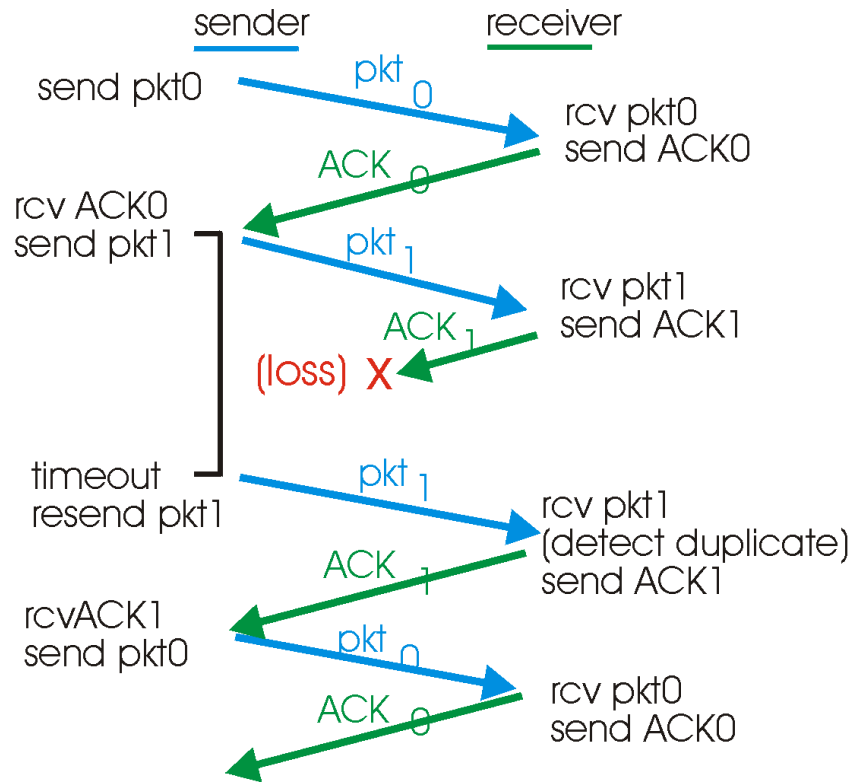 sender
receiver
send pkt0
pkt 0
rcv pkt0
send ACK0
ACK 0
rcv ACK0
send pkt1
pkt 1
rcv pkt1
send ACK1
ACK 1
(loss) X
timeout
resend pkt1
pkt 1
rcv pkt1
(detect duplicate)
send ACK1
ACK 1
rcvACK1
send pkt0
pkt 0
rcv pkt0
send ACK0
ACK 0